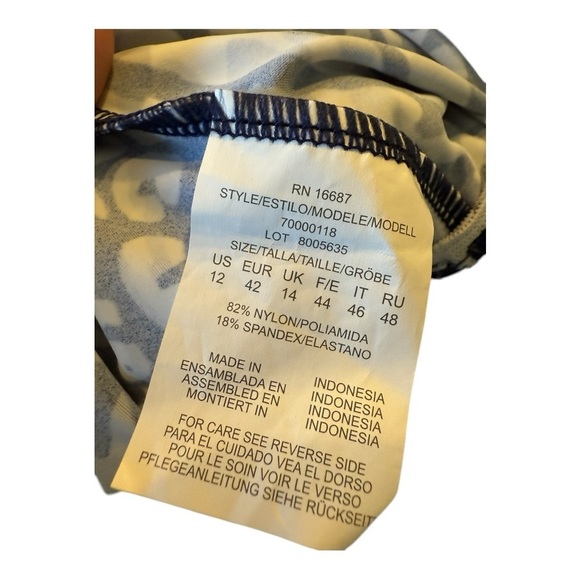 RN 16687
STYLE/ESTILO/MODELE/MODELL
70000118
LOT 8005635
SIZE/TALLA/TAILLE/GRÖBE
US EUR UK F/E IT RU
12 42 14 44 46 48
82% NYLON/POLIAMIDA
18% SPANDEX/ELASTANO
MADE IN INDONESIA
ENSAMBLADA EN INDONESIA
ASSEMBLED EN INDONESIA
MONTIERT IN INDONESIA
FOR CARE SEE REVERSE SIDE
PARA EL CUIDADO VEA EL DORSO
POUR LE SOIN VOIR LE VERSO
PFLEGEANLEITUNG SIEHE RÜCKSEIT